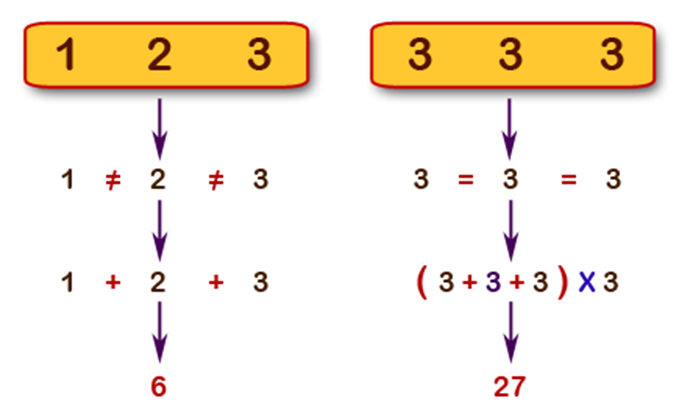 1 2 3
1 ≠ 2 ≠ 3
1 + 2 + 3
6
3 3 3
3 = 3 = 3
( 3 + 3 + 3 ) X 3
27